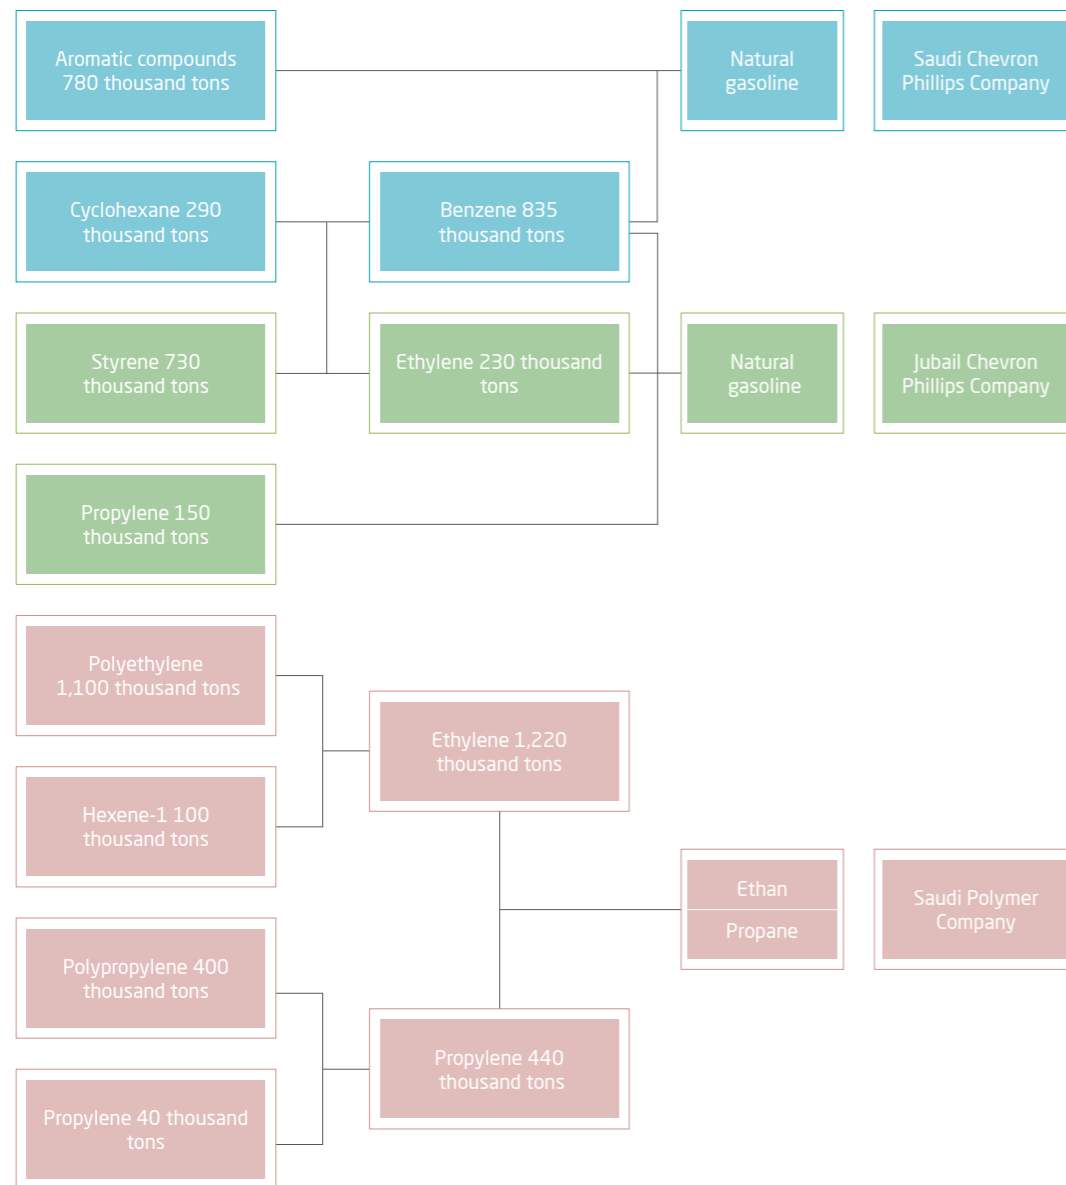 Aromatic compounds
780 thousand tons
Natural
gasoline
Saudi Chevron
Phillips Company
Cyclohexane 290
thousand tons
Benzene 835
thousand tons
Styrene 730
thousand tons
Ethylene 230 thousand
tons
Natural
gasoline
Jubail Chevron
Phillips Company
Propylene 150
thousand tons
Polyethylene
1,100 thousand tons
Ethylene 1,220
thousand tons
Hexene-1 100
thousand tons
Ethan
Propane
Saudi Polymer
Company
Polypropylene 400
thousand tons
Propylene 440
thousand tons
Propylene 40 thousand
tons